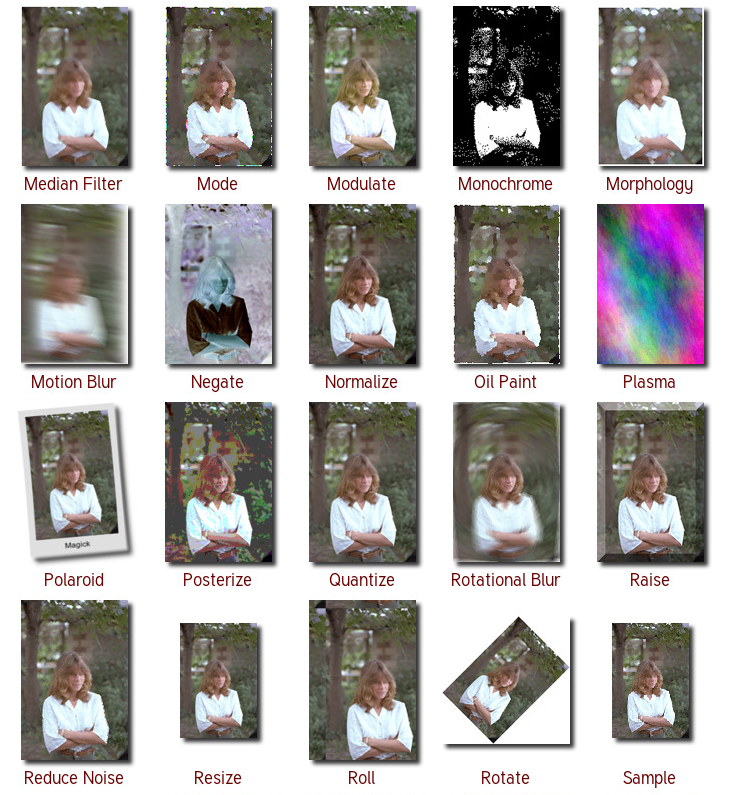 Median Filter
Mode
Modulate
Monochrome
Morphology
Motion Blur
Negate
Normalize
Oil Paint
Plasma
Magick
Polaroid
Posterize
Quantize
Rotational Blur
Raise
Reduce Noise
Resize
Roll
Rotate
Sample